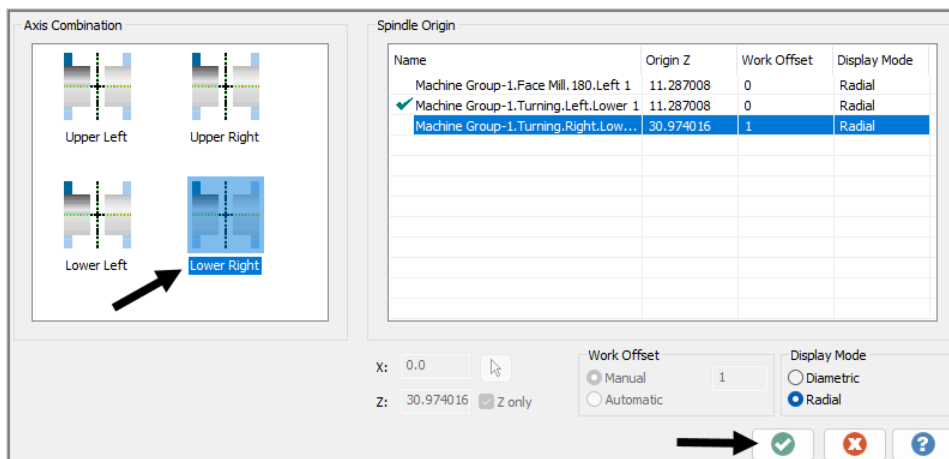 Axis Combination
Upper Left
Upper Right
Lower Left
Lower Right
Spindle Origin
Name Origin Z Work Offset Display Mode
Machine Group-1.Face Mill.180.Left 1 11.287008 0 Radial
Machine Group-1.Turning.Left.Lower 1 11.287008 0 Radial
Machine Group-1.Turning.Right.Low... 30.974016 1 Radial
X: 0.0
Z: 30.974016 Z only
Work Offset
Manual 1
Automatic
Display Mode
Diametric
Radial
?